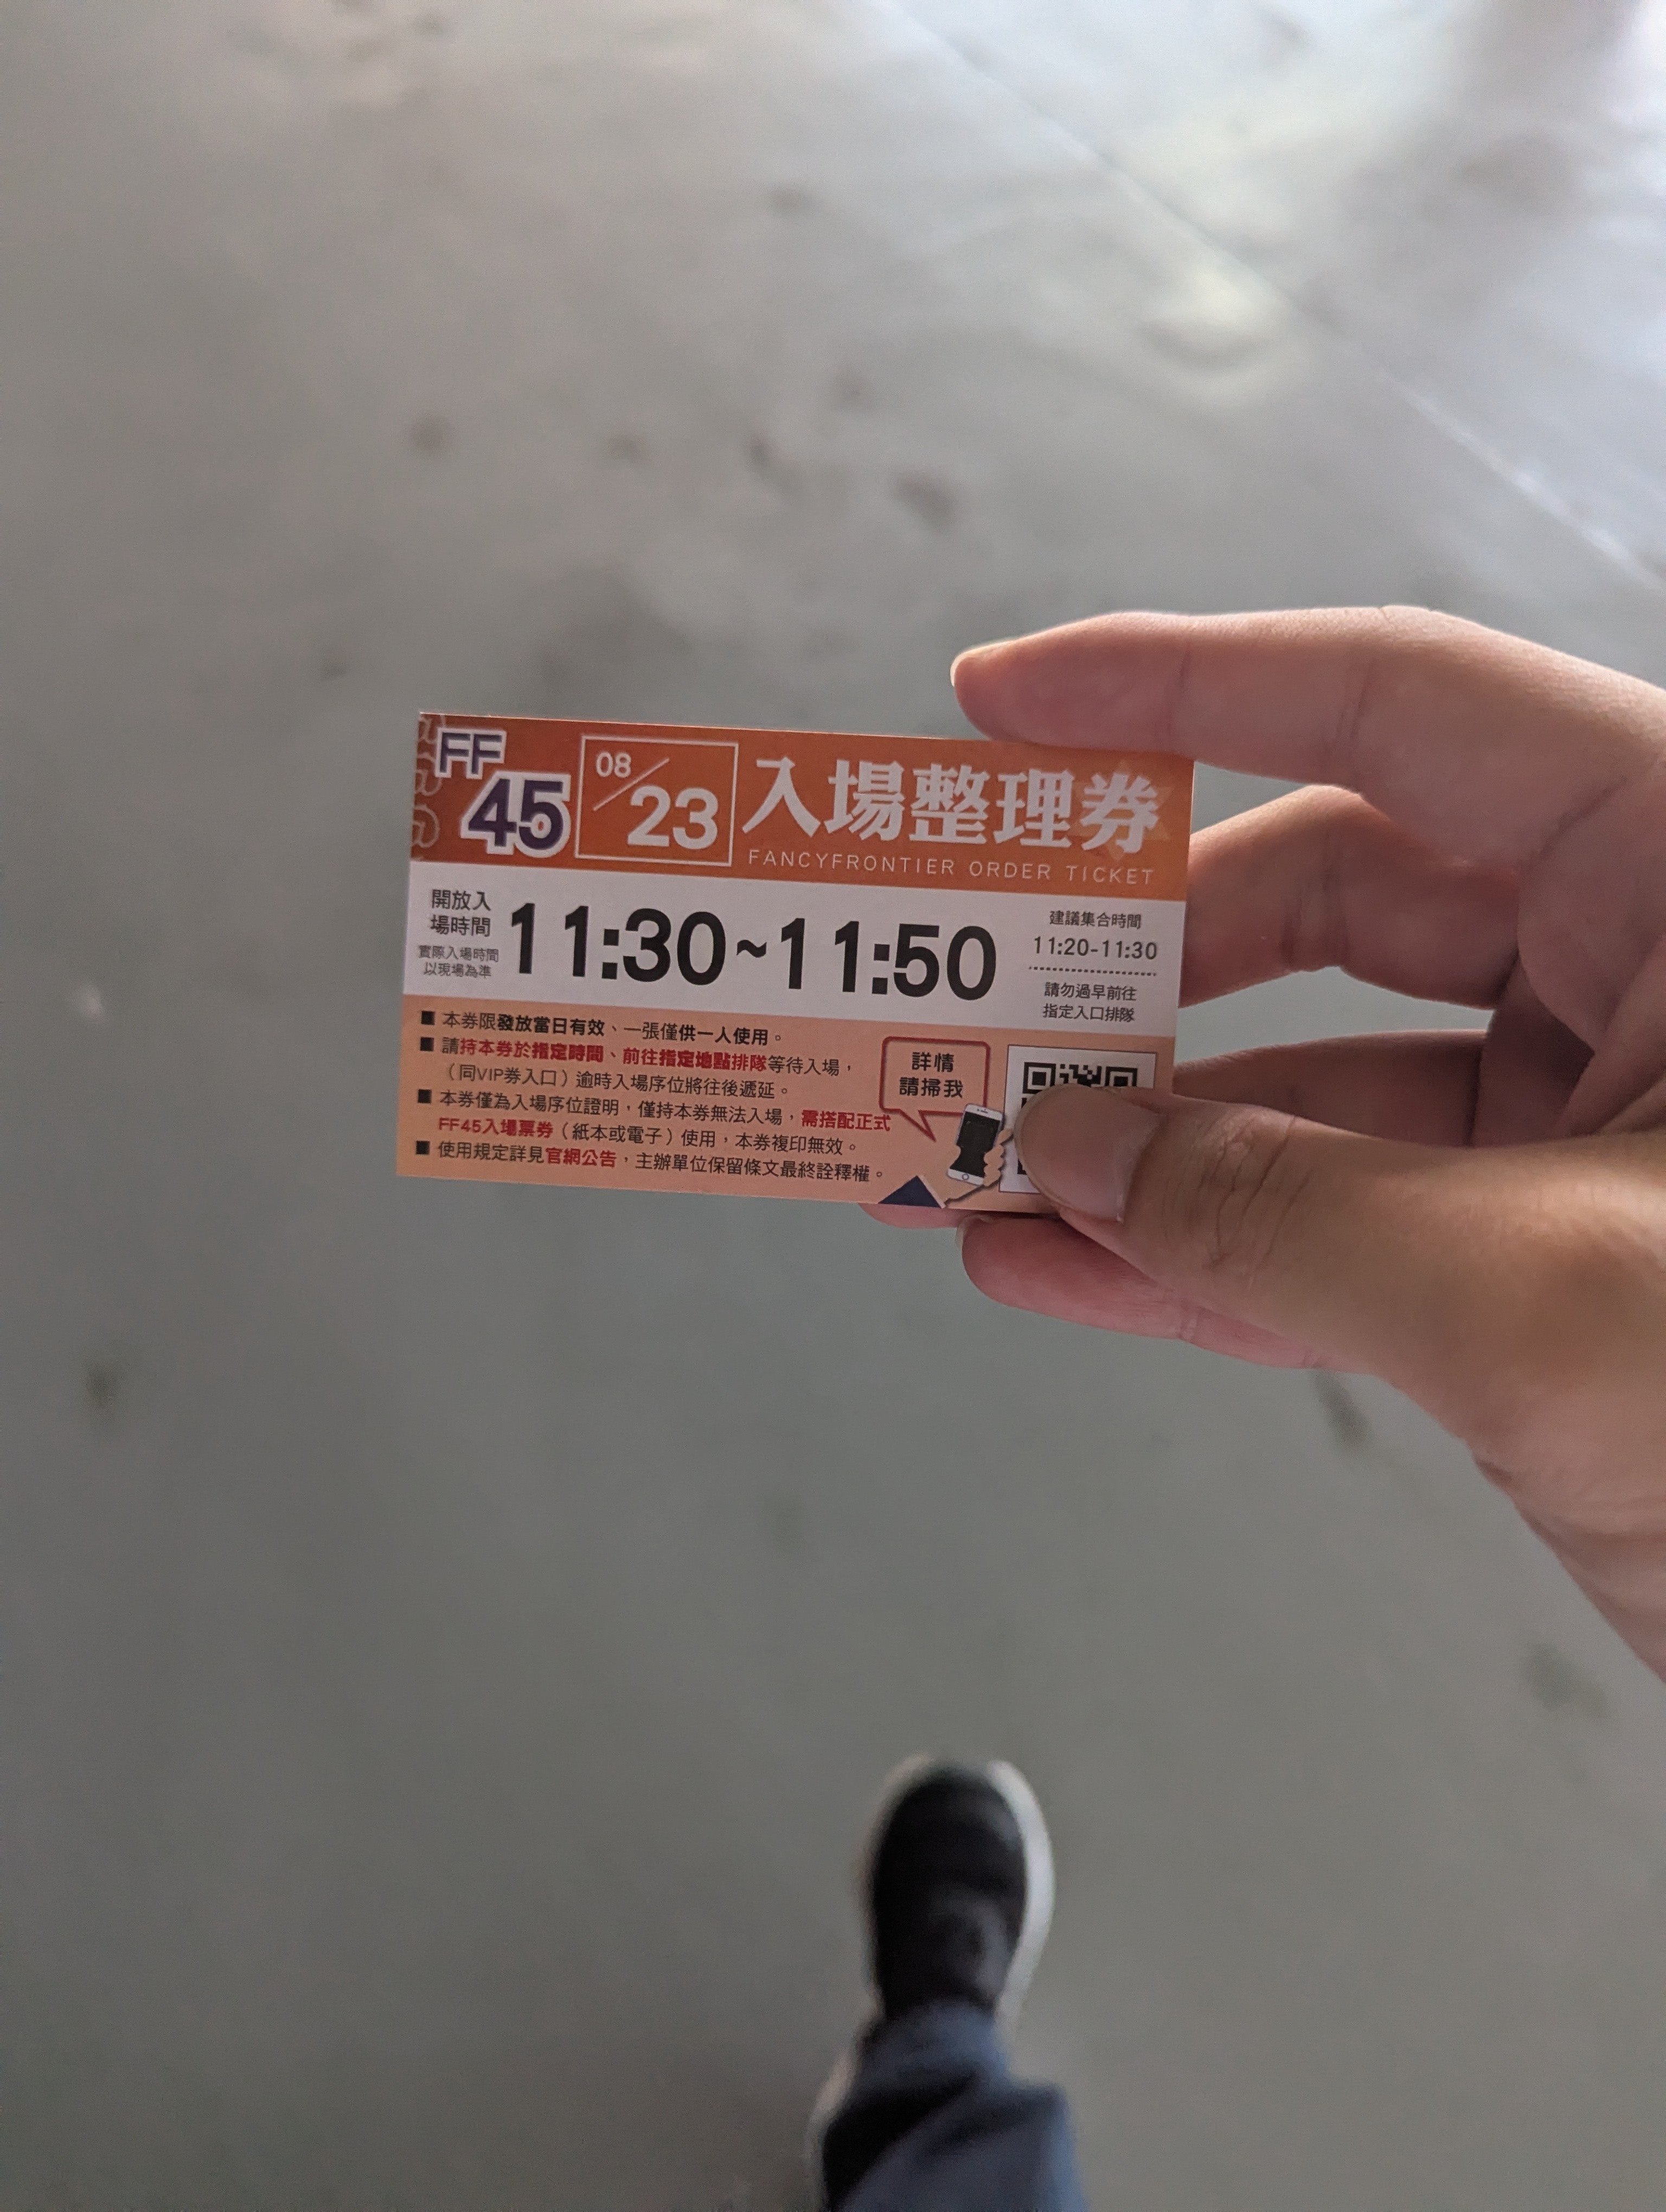 FF
45
08/23
入場整理券
FANCYFRONTIER ORDER TICKET
開放入
場時間
實際入場時間
以現場為準
11:30~11:50
建議集合時間
11:20-11:30
請勿過早前往
指定入口排隊
■ 本券限發放當日有效、一張僅供一人使用。
■ 請持本券於指定時間、前往指定地點排隊等待入場，
（同VIP券入口）逾時入場序位將往後遞延。
■ 本券僅為入場序位證明，僅持本券無法入場，需搭配正式
FF45入場票券（紙本或電子）使用，本券複印無效。
■ 使用規定詳見官網公告，主辦單位保留條文最終詮釋權。
詳情
請掃我